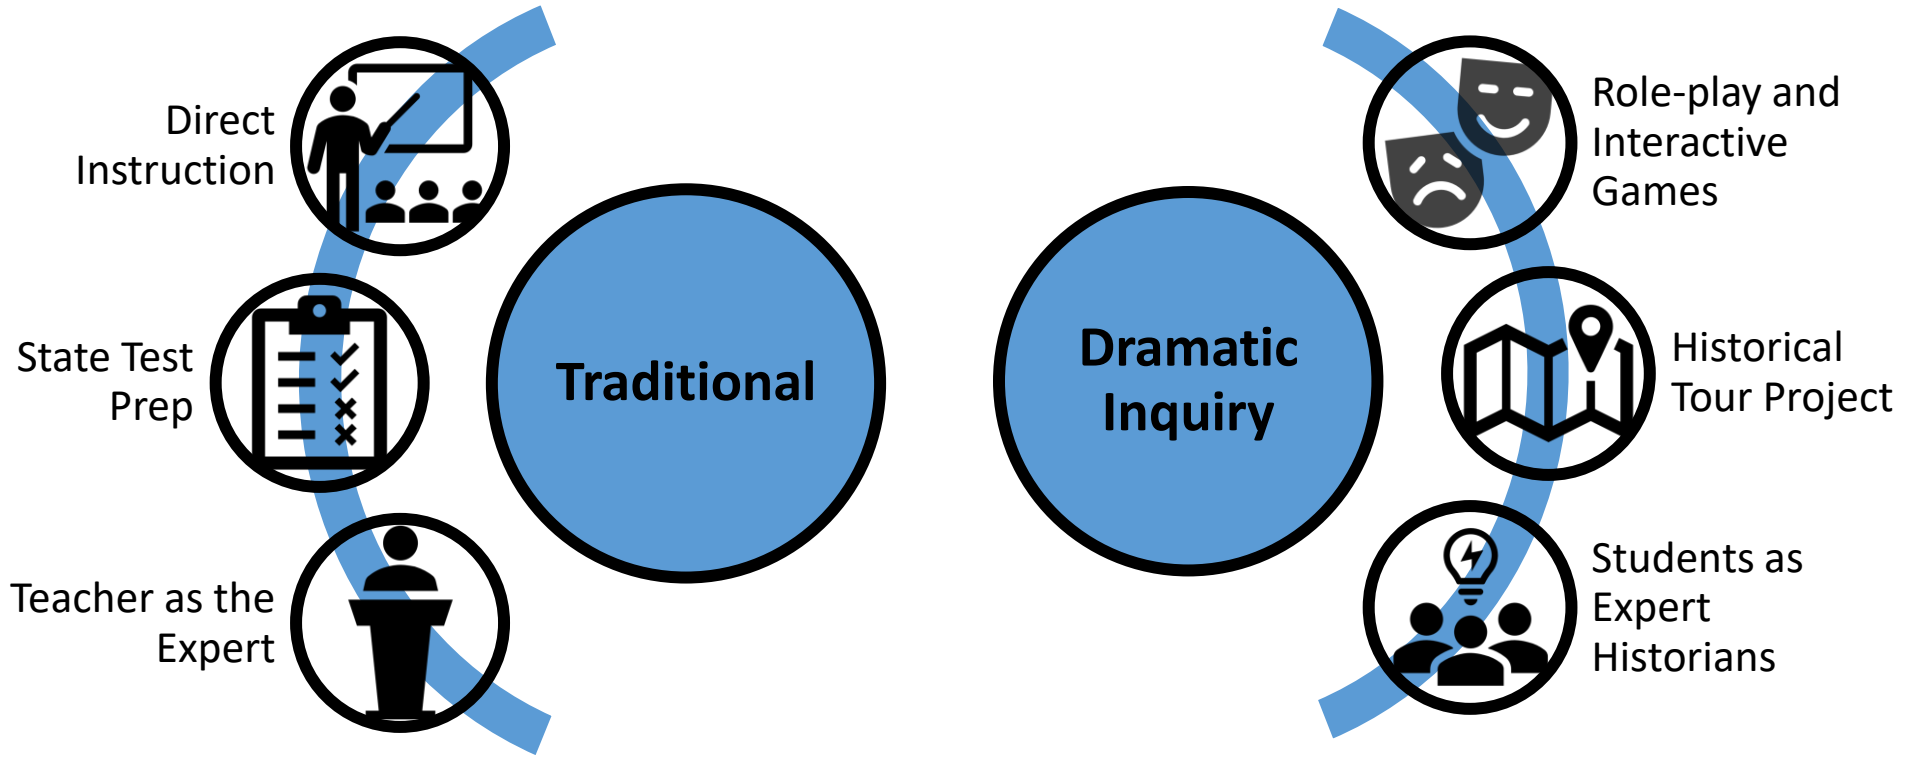 Direct
Instruction
State Test
Prep
Teacher as the
Expert
Traditional
Dramatic
Inquiry
Role-play and
Interactive
Games
Historical
Tour Project
Students as
Expert
Historians